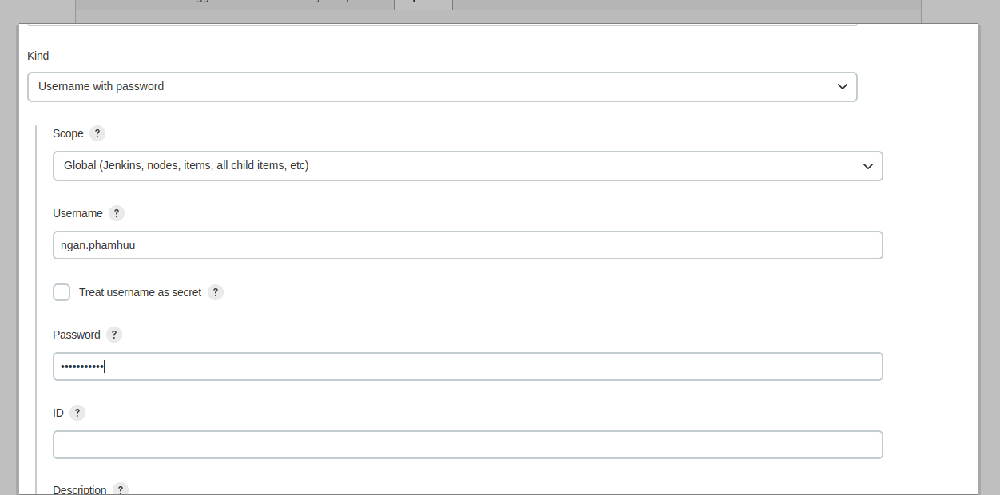 Kind
Username with password
Scope ?
Global (Jenkins, nodes, items, all child items, etc)
Username ?
ngan.phamhuu
Treat username as secret ?
Password ?
•••••••••••
ID ?
Description ?